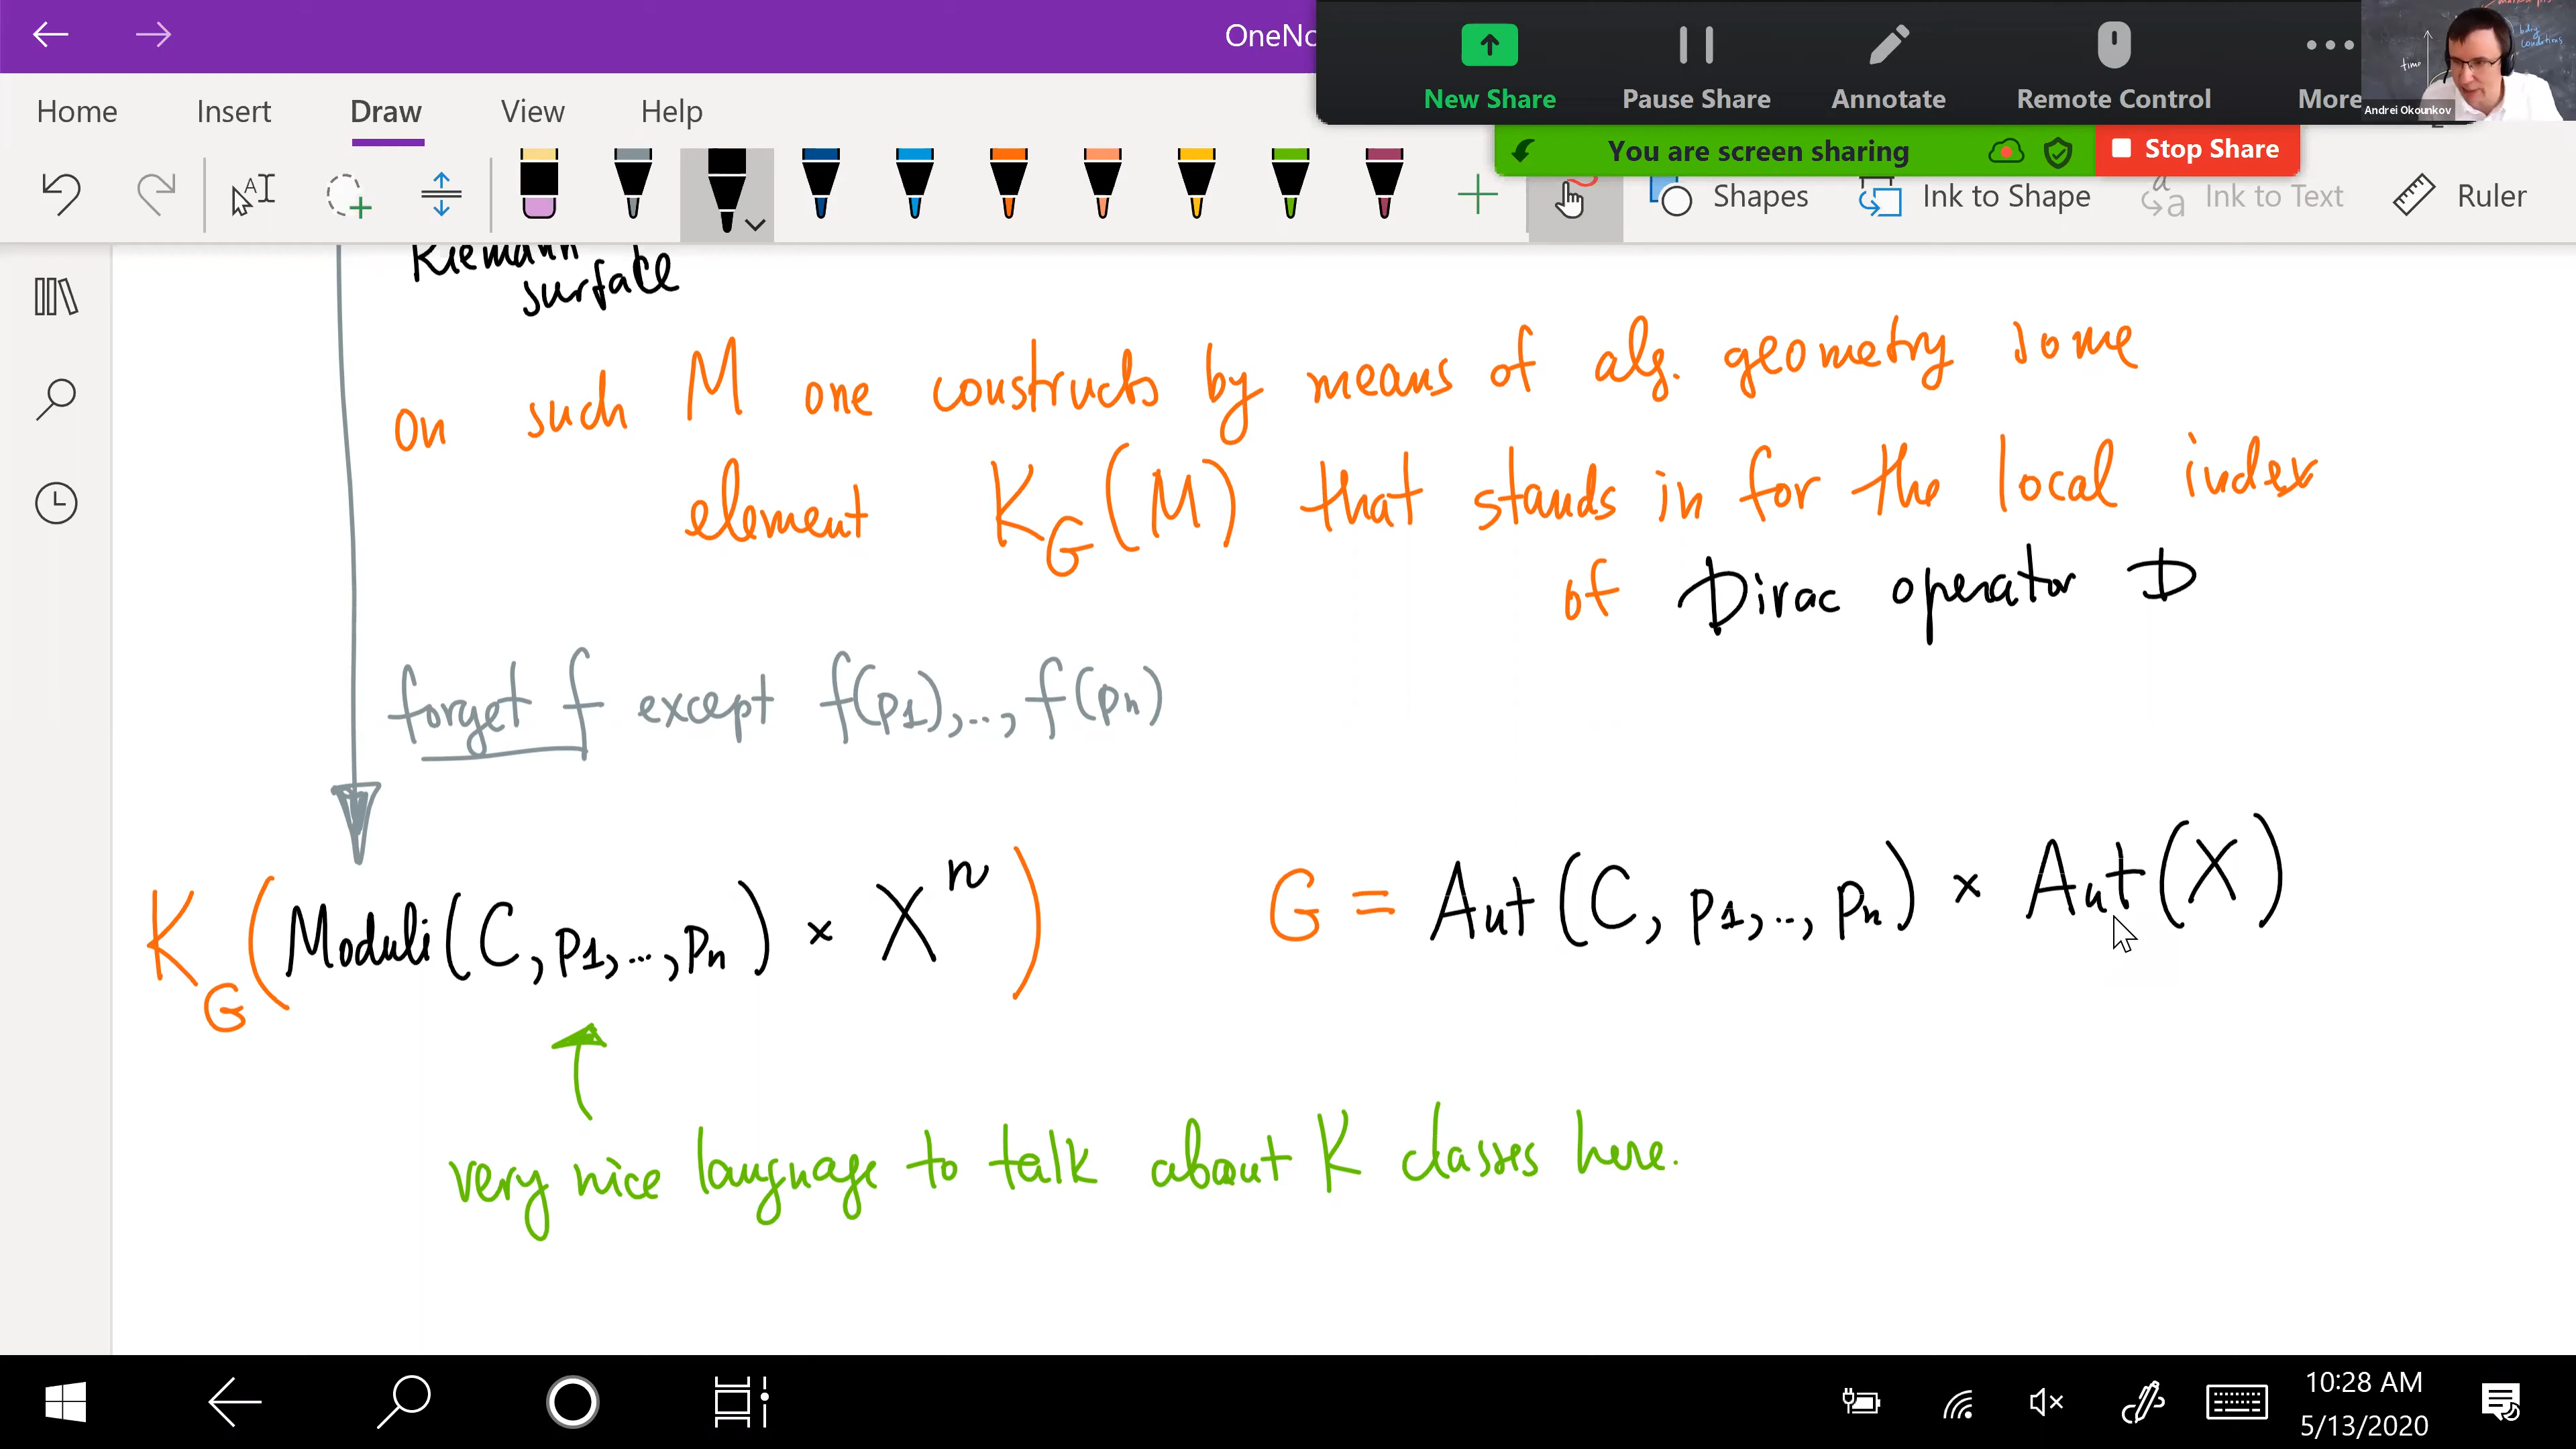 OneNo
New Share
Pause Share
Annotate
Remote Control
More
time
bdry
conditions
Andrei Okounkov
You are screen sharing
Stop Share
Home Insert Draw View Help
Shapes
Ink to Shape
Ink to Text
Ruler
Riemann
surface
on such M one constructs by means of alg. geometry some
element K_G(M) that stands in for the local index
of Dirac operator D
forget f except f(p1),..,f(pn)
K_G(Moduli(C,p1,...,pn) × X^n)
G = Aut(C,p1,..,pn) × Aut(X)
very nice language to talk about K classes here.
10:28 AM
5/13/2020